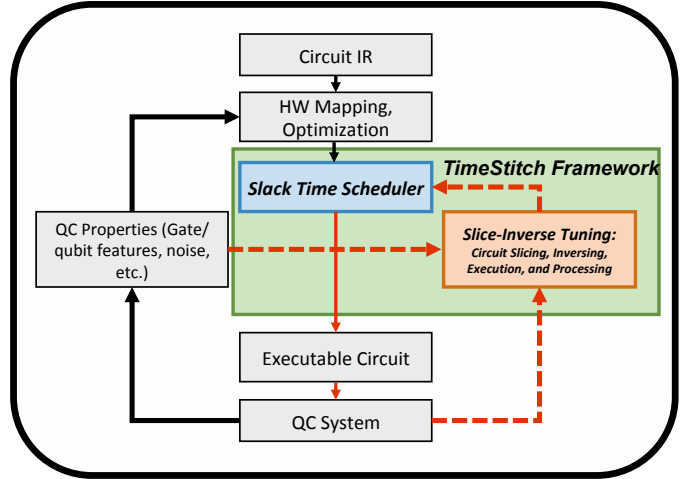 Circuit IR
HW Mapping,
Optimization
TimeStitch Framework
Slack Time Scheduler
QC Properties (Gate/
qubit features, noise,
etc.)
Slice-Inverse Tuning:
Circuit Slicing, Inversing,
Execution, and Processing
Executable Circuit
QC System